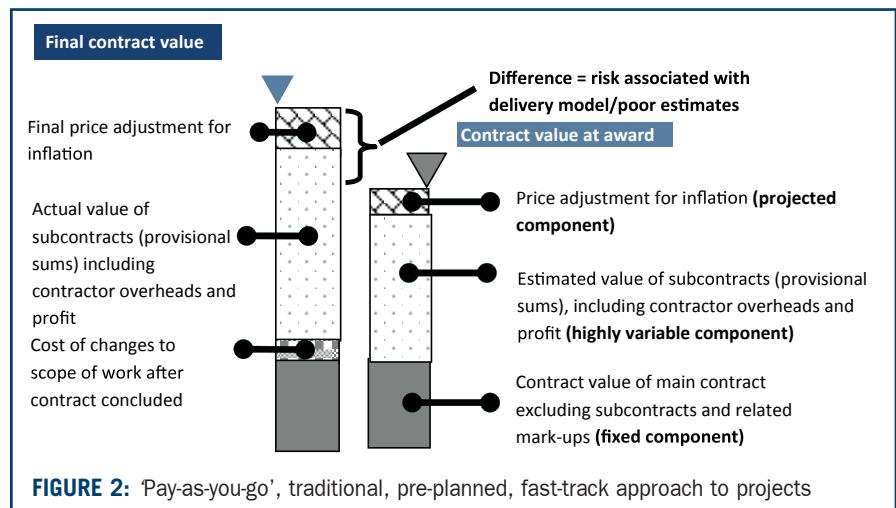 Final contract value
Difference = risk associated with
delivery model/poor estimates
Contract value at award
Final price adjustment for
inflation
Actual value of
subcontracts (provisional
sums) including
contractor overheads and
profit
Cost of changes to
scope of work after
contract concluded
Price adjustment for inflation (projected
component)
Estimated value of subcontracts (provisional
sums), including contractor overheads and
profit (highly variable component)
Contract value of main contract
excluding subcontracts and related
mark-ups (fixed component)
FIGURE 2: ‘Pay-as-you-go’, traditional, pre-planned, fast-track approach to projects